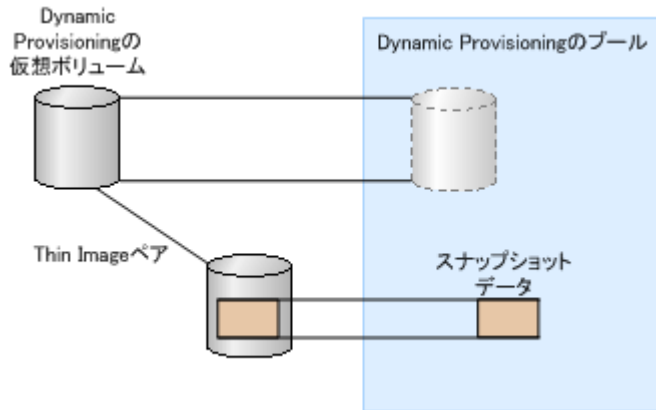 Dynamic
Provisioningの
仮想ボリューム
Dynamic Provisioningのプール
Thin Imageペア
スナップショット
データ